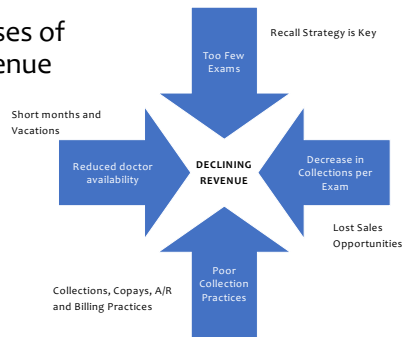 ses of
enue
Recall Strategy is Key
Too Few
Exams
Short months and
Vacations
Reduced doctor
availability
DECLINING
REVENUE
Decrease in
Collections per
Exam
Lost Sales
Opportunities
Poor
Collection
Practices
Collections, Copays, A/R
and Billing Practices